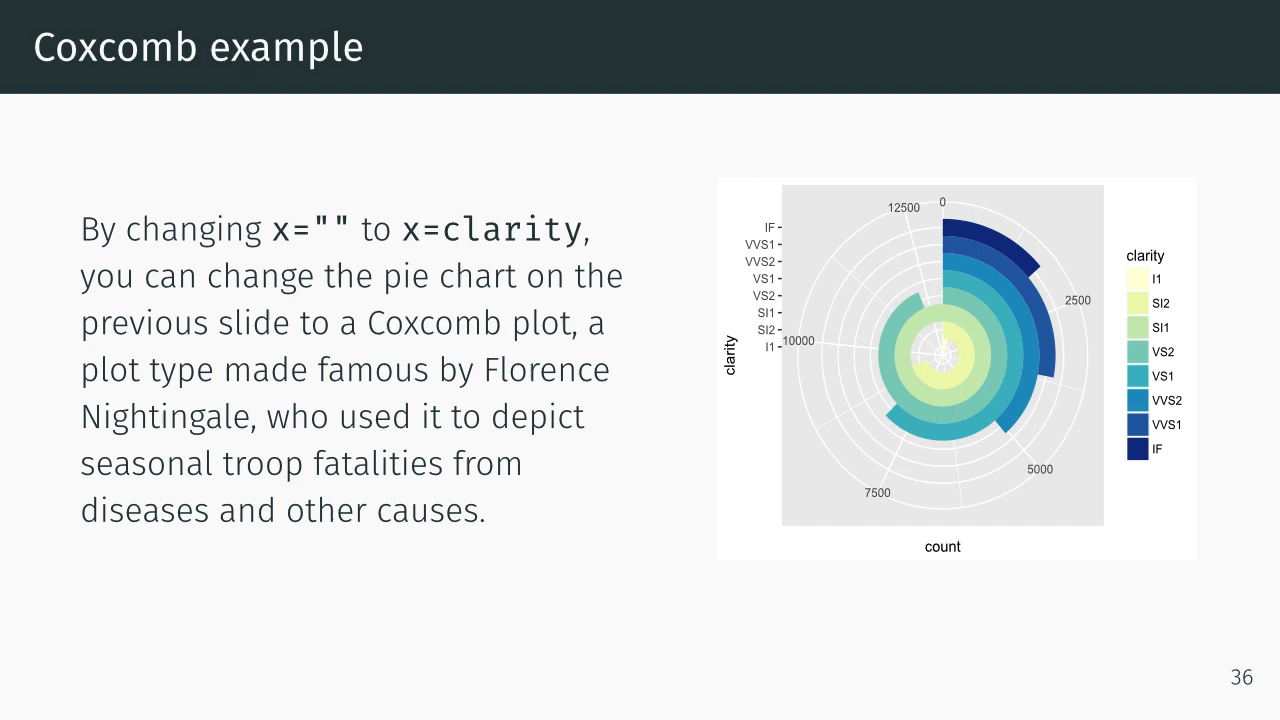 Coxcomb example
By changing x="" to x=clarity,
you can change the pie chart on the
previous slide to a Coxcomb plot, a
plot type made famous by Florence
Nightingale, who used it to depict
seasonal troop fatalities from
diseases and other causes.
clarity
IF
VVS1
VVS2
VS1
VS2
SI1
SI2
I1
0
2500
5000
7500
10000
12500
count
clarity
I1
SI2
SI1
VS2
VS1
VVS2
VVS1
IF
36